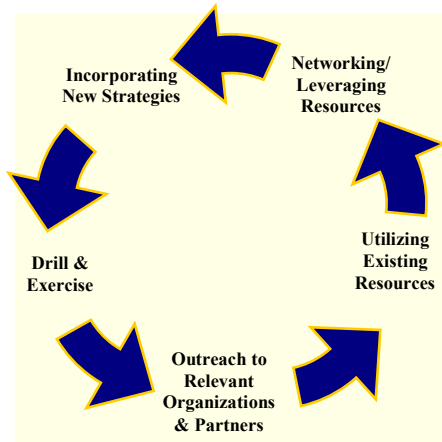 Networking/
Leveraging
Resources
Incorporating
New Strategies
Drill &
Exercise
Outreach to
Relevant
Organizations
& Partners
Utilizing
Existing
Resources